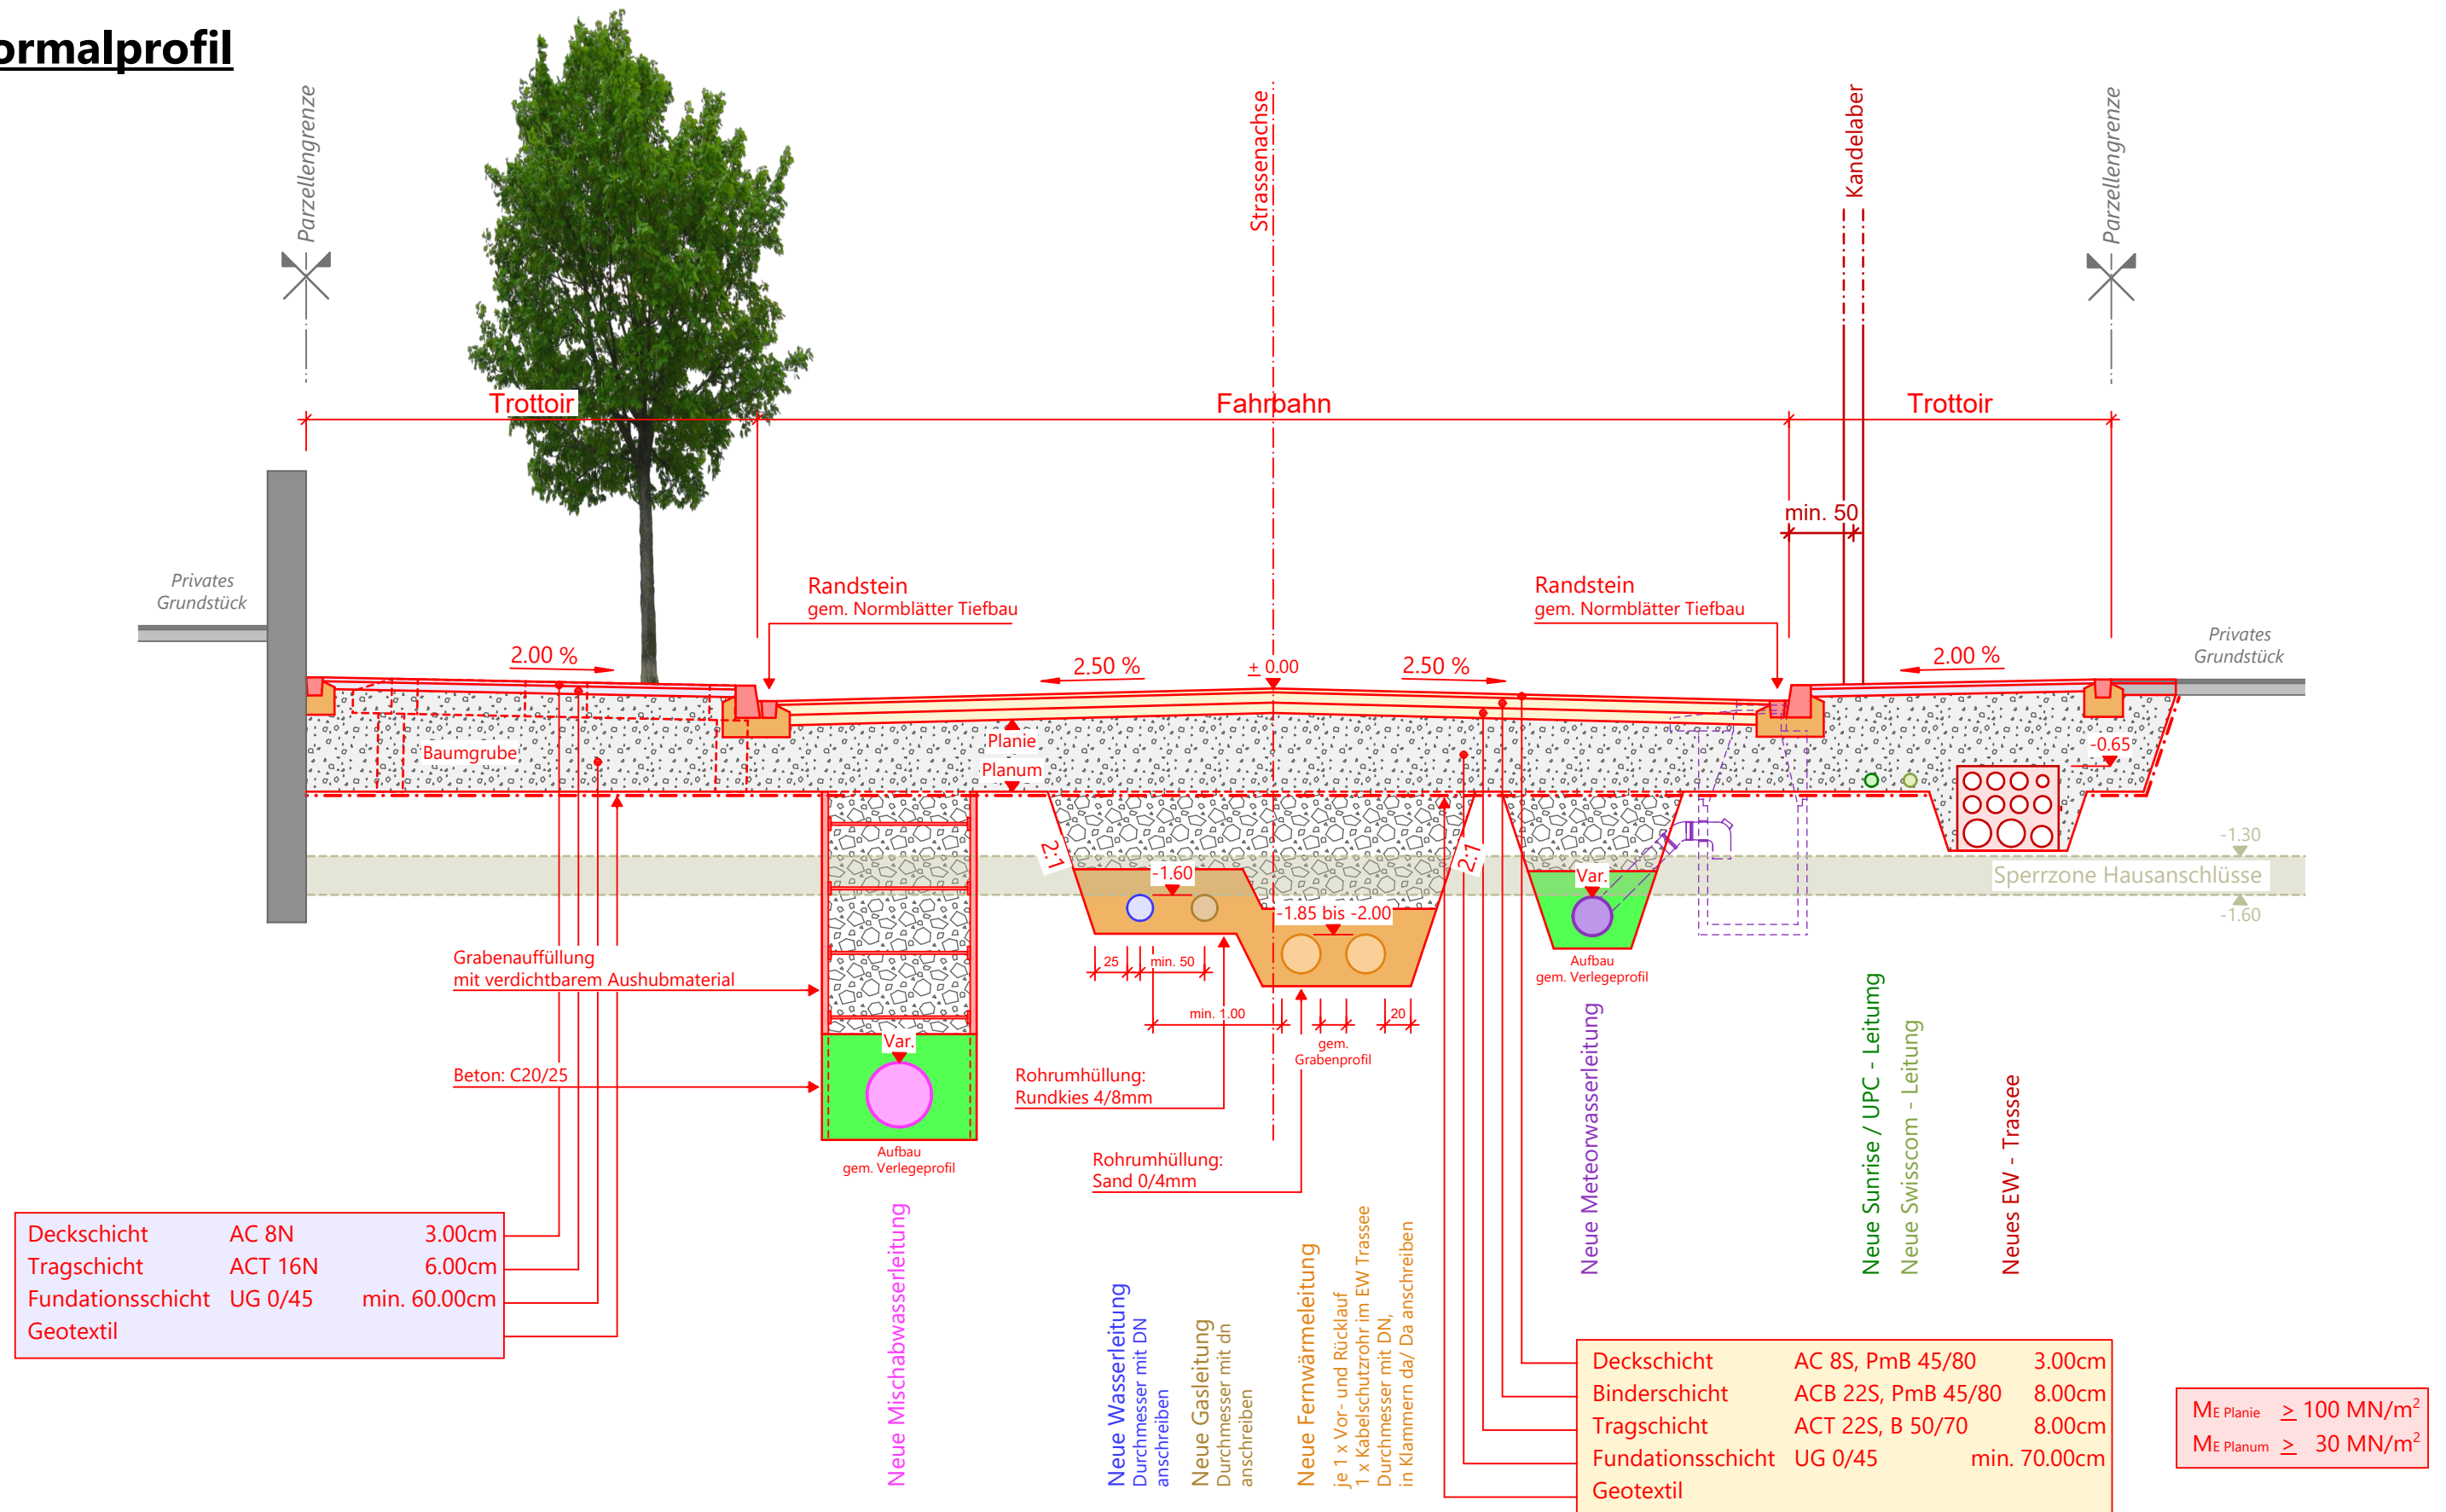 ormalprofil
Parzellengrenze
Strassenachse
Kandelaber
Parzellengrenze
Trottoir
Fahrbahn
Trottoir
min. 50
Privates
Grundstück
Randstein
gem. Normblätter Tiefbau
Randstein
gem. Normblätter Tiefbau
Privates
Grundstück
2.00 %
2.50 %
± 0.00
2.50 %
2.00 %
Baumgrube
Planie
Planum
-0.65
2:1
2:1
-1.30
Sperrzone Hausanschlüsse
-1.60
-1.60
-1.85 bis -2.00
Var.
Aufbau
gem. Verlegeprofil
Grabenauffüllung
mit verdichtbarem Aushubmaterial
25
min. 50
min. 1.00
20
gem.
Grabenprofil
Var.
Beton: C20/25
Rohrumhüllung:
Rundkies 4/8mm
Aufbau
gem. Verlegeprofil
Rohrumhüllung:
Sand 0/4mm
Neue Mischabwasserleitung
Neue Wasserleitung
Durchmesser mit DN
anschreiben
Neue Gasleitung
Durchmesser mit dn
anschreiben
Neue Fernwärmeleitung
je 1 x Vor- und Rücklauf
1 x Kabelschutzrohr im EW Trassee
Durchmesser mit DN,
in Klammern da/ Da anschreiben
Neue Meteorwasserleitung
Neue Sunrise / UPC - Leitumg
Neue Swisscom - Leitung
Neues EW - Trassee
Deckschicht AC 8N 3.00cm
Tragschicht ACT 16N 6.00cm
Fundationsschicht UG 0/45 min. 60.00cm
Geotextil
Deckschicht AC 8S, PmB 45/80 3.00cm
Binderschicht ACB 22S, PmB 45/80 8.00cm
Tragschicht ACT 22S, B 50/70 8.00cm
Fundationsschicht UG 0/45 min. 70.00cm
Geotextil
ME Planie ≥ 100 MN/m²
ME Planum ≥ 30 MN/m²